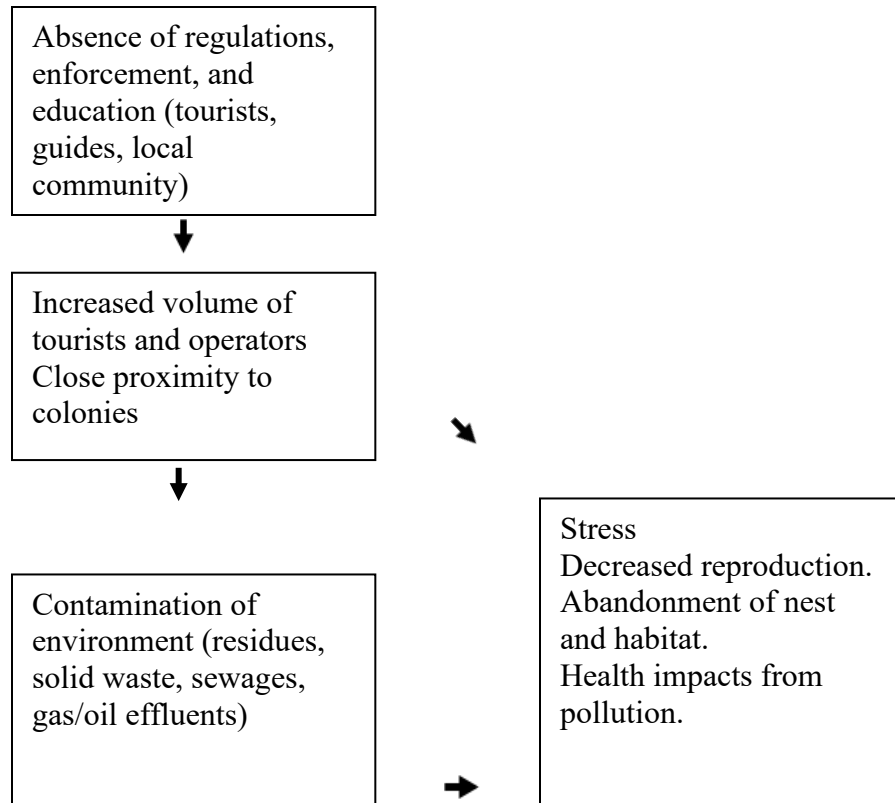 Absence of regulations,
enforcement, and
education (tourists,
guides, local
community)
Increased volume of
tourists and operators
Close proximity to
colonies
Contamination of
environment (residues,
solid waste, sewages,
gas/oil effluents)
Stress
Decreased reproduction.
Abandonment of nest
and habitat.
Health impacts from
pollution.